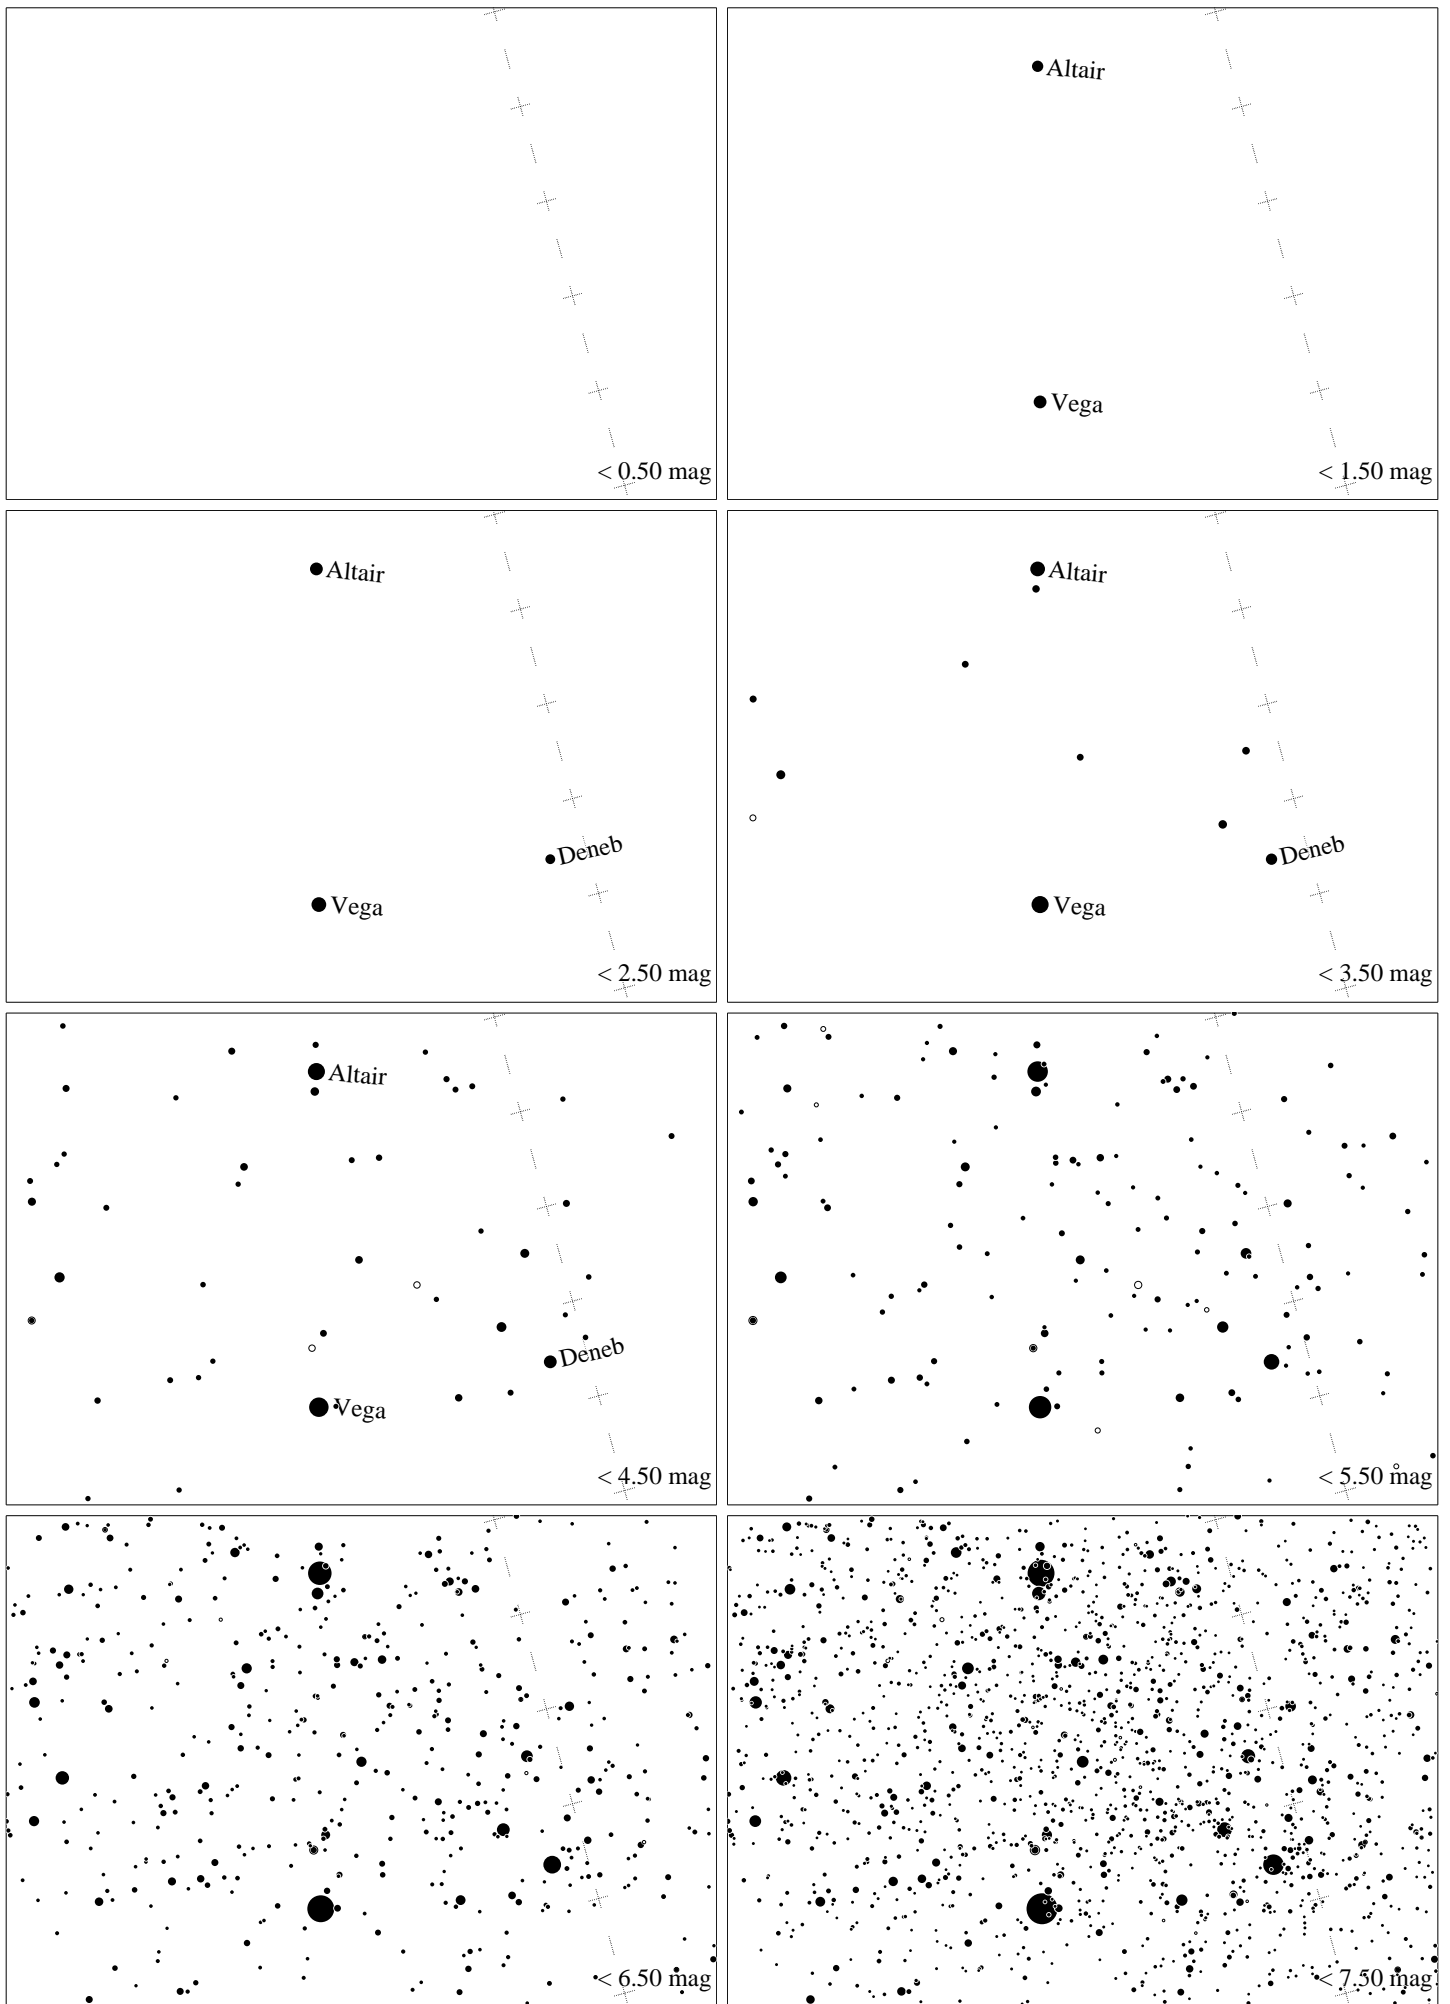 < 0.50 mag
Altair
Vega
< 1.50 mag
Altair
Deneb
Vega
< 2.50 mag
Altair
Deneb
Vega
< 3.50 mag
Altair
Deneb
Vega
< 4.50 mag
< 5.50 mag
< 6.50 mag
< 7.50 mag